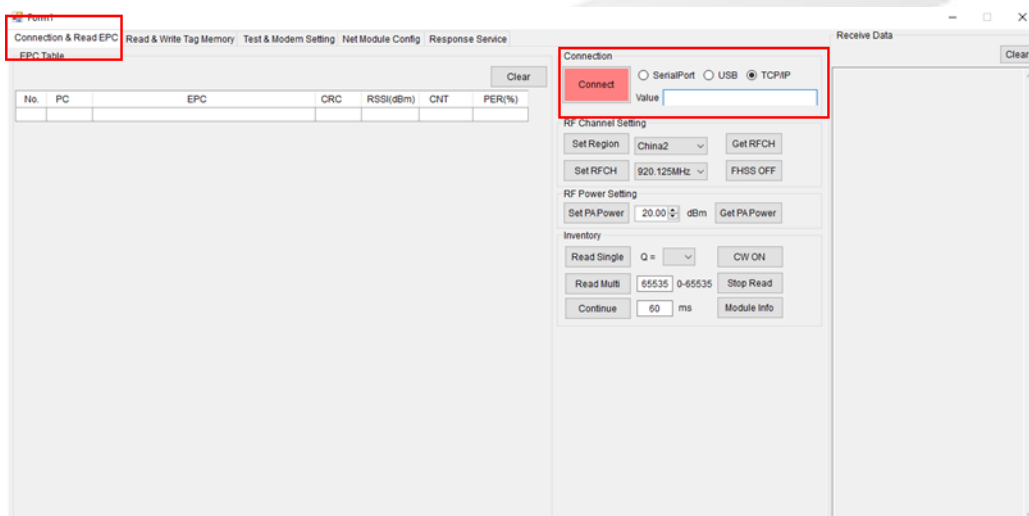 Form1
Connection & Read EPC Read & Write Tag Memory Test & Modem Setting Net Module Config Response Service
EPC Table
Clear
No. PC EPC CRC RSSI(dBm) CNT PER(%)
Connection
Connect SerialPort USB TCP/IP
Value
RF Channel Setting
Set Region China2 Get RFCH
Set RFCH 920.125MHz FHSS OFF
RF Power Setting
Set PA Power 20.00 dBm Get PA Power
Inventory
Read Single Q = CW ON
Read Multi 65535 0-65535 Stop Read
Continue 60 ms Module Info
Receive Data
Clear